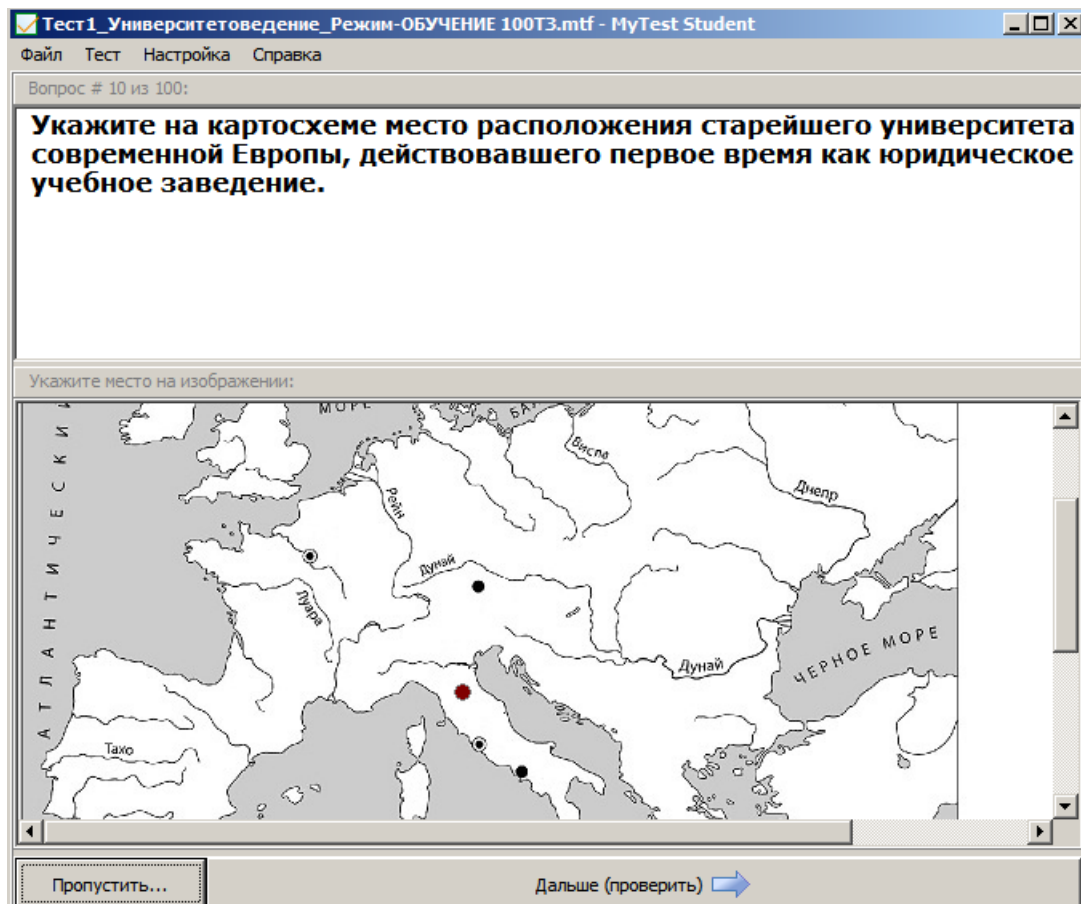 Тест1_Университетоведение_Режим-ОБУЧЕНИЕ 100ТЗ.mtf - MyTest Student
Файл Тест Настройка Справка
Вопрос # 10 из 100:
Укажите на картосхеме место расположения старейшего университета
современной Европы, действовавшего первое время как юридическое
учебное заведение.
Укажите место на изображении:
МОРЕ
БА
АТЛАНТИЧЕСКИ
Висла
Днепр
Рейн
Дунай
Луара
ЧЕРНОЕ МОРЕ
Дунай
Тахо
Пропустить...
Дальше (проверить)